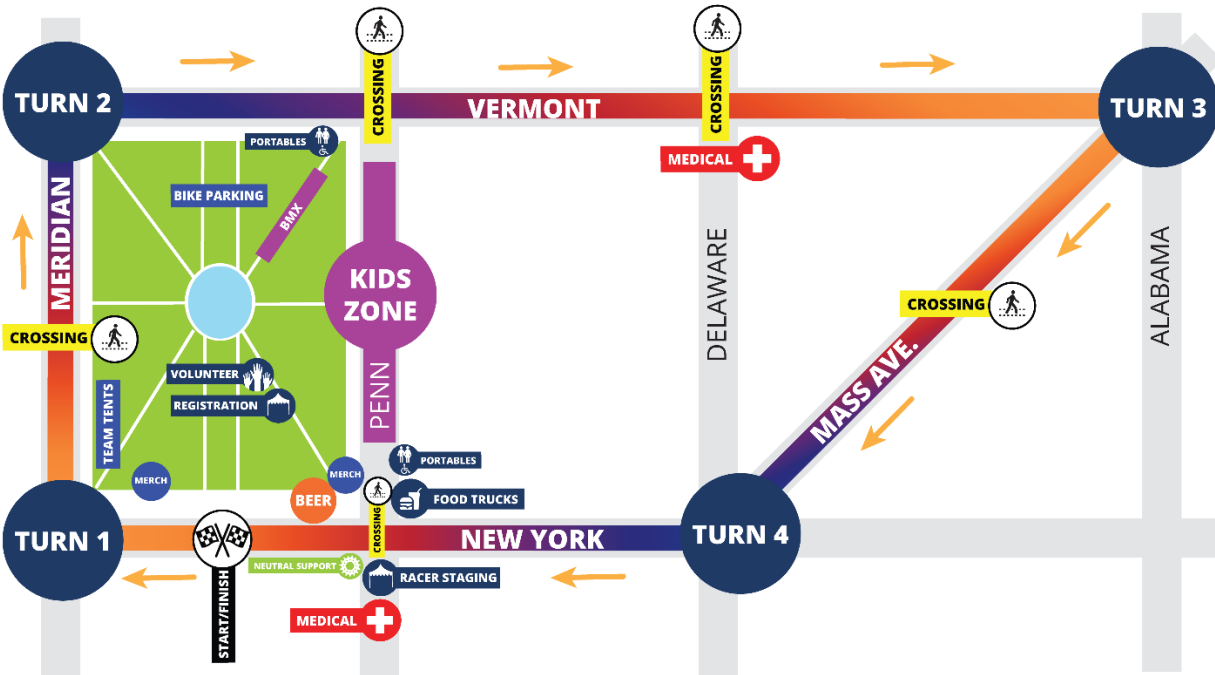 CROSSING
CROSSING
TURN 2
VERMONT
TURN 3
PORTABLES
MEDICAL
BIKE PARKING
BMX
MERIDIAN
KIDS
ZONE
DELAWARE
ALABAMA
CROSSING
CROSSING
VOLUNTEER
REGISTRATION
PENN
MASS AVE.
TEAM TENTS
PORTABLES
MERCH
MERCH
BEER
FOOD TRUCKS
CROSSING
TURN 1
NEW YORK
TURN 4
NEUTRAL SUPPORT
RACER STAGING
START/FINISH
MEDICAL